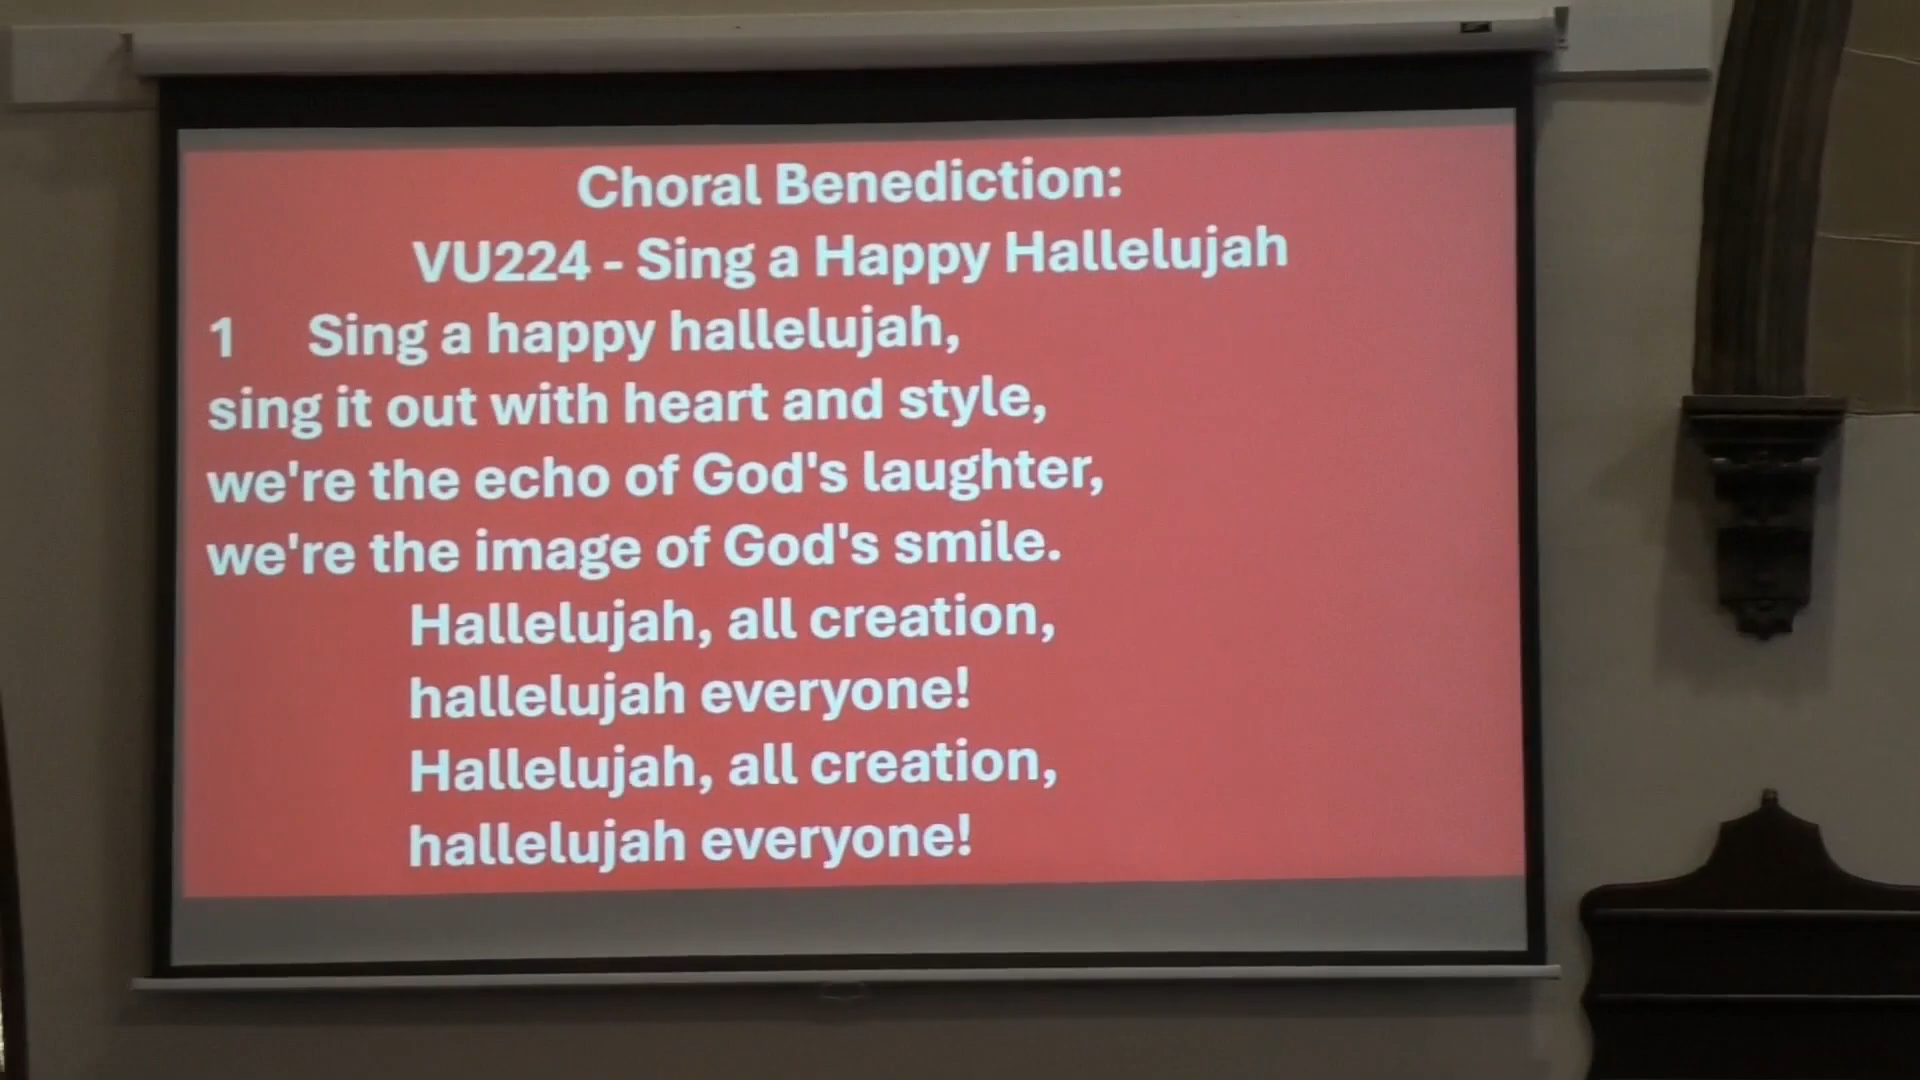 Choral Benediction:
VU224 - Sing a Happy Hallelujah
1 Sing a happy hallelujah,
sing it out with heart and style,
we're the echo of God's laughter,
we're the image of God's smile.
Hallelujah, all creation,
hallelujah everyone!
Hallelujah, all creation,
hallelujah everyone!